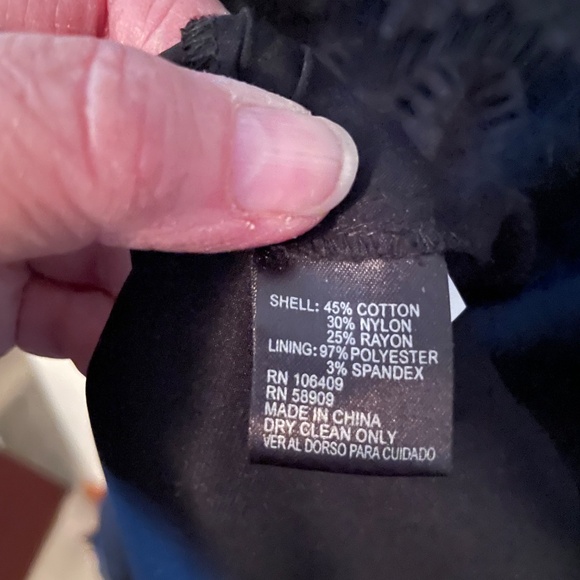 SHELL: 45% COTTON
30% NYLON
25% RAYON
LINING: 97% POLYESTER
3% SPANDEX
RN 106409
RN 58909
MADE IN CHINA
DRY CLEAN ONLY
VER AL DORSO PARA CUIDADO